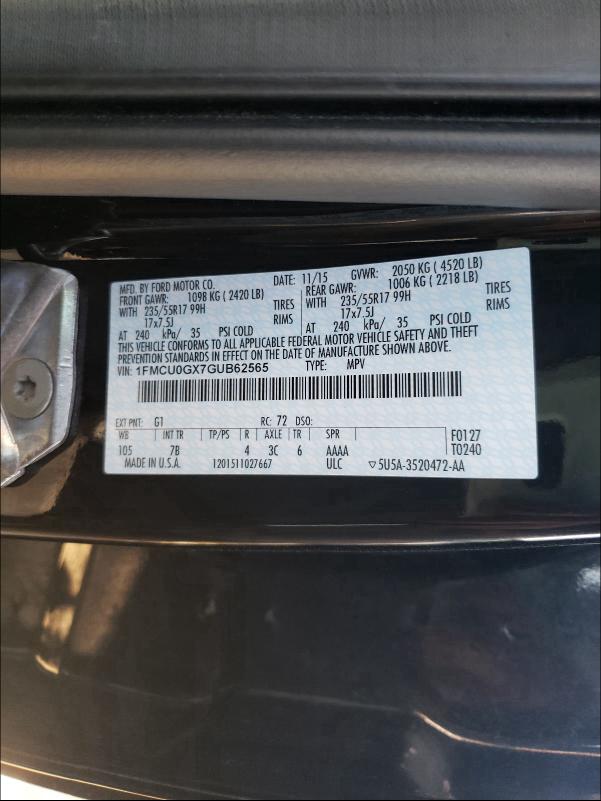 MFD. BY FORD MOTOR CO. DATE: 11/15 GVWR: 2050 KG ( 4520 LB)
FRONT GAWR: 1098 KG ( 2420 LB) REAR GAWR: 1006 KG ( 2218 LB)
WITH 235/55R17 99H TIRES WITH 235/55R17 99H TIRES
17x7.5J RIMS 17x7.5J RIMS
AT 240 kPa/ 35 PSI COLD AT 240 kPa/ 35 PSI COLD
THIS VEHICLE CONFORMS TO ALL APPLICABLE FEDERAL MOTOR VEHICLE SAFETY AND THEFT
PREVENTION STANDARDS IN EFFECT ON THE DATE OF MANUFACTURE SHOWN ABOVE.
VIN: 1FMCU0GX7GUB62565 TYPE: MPV
EXT PNT: G1 RC: 72 DSO:
WB INT TR TP/PS R AXLE TR SPR F0127
105 7B 4 3C 6 AAAA T0240
MADE IN U.S.A. 1201511027667 ULC ▽5U5A-3520472-AA